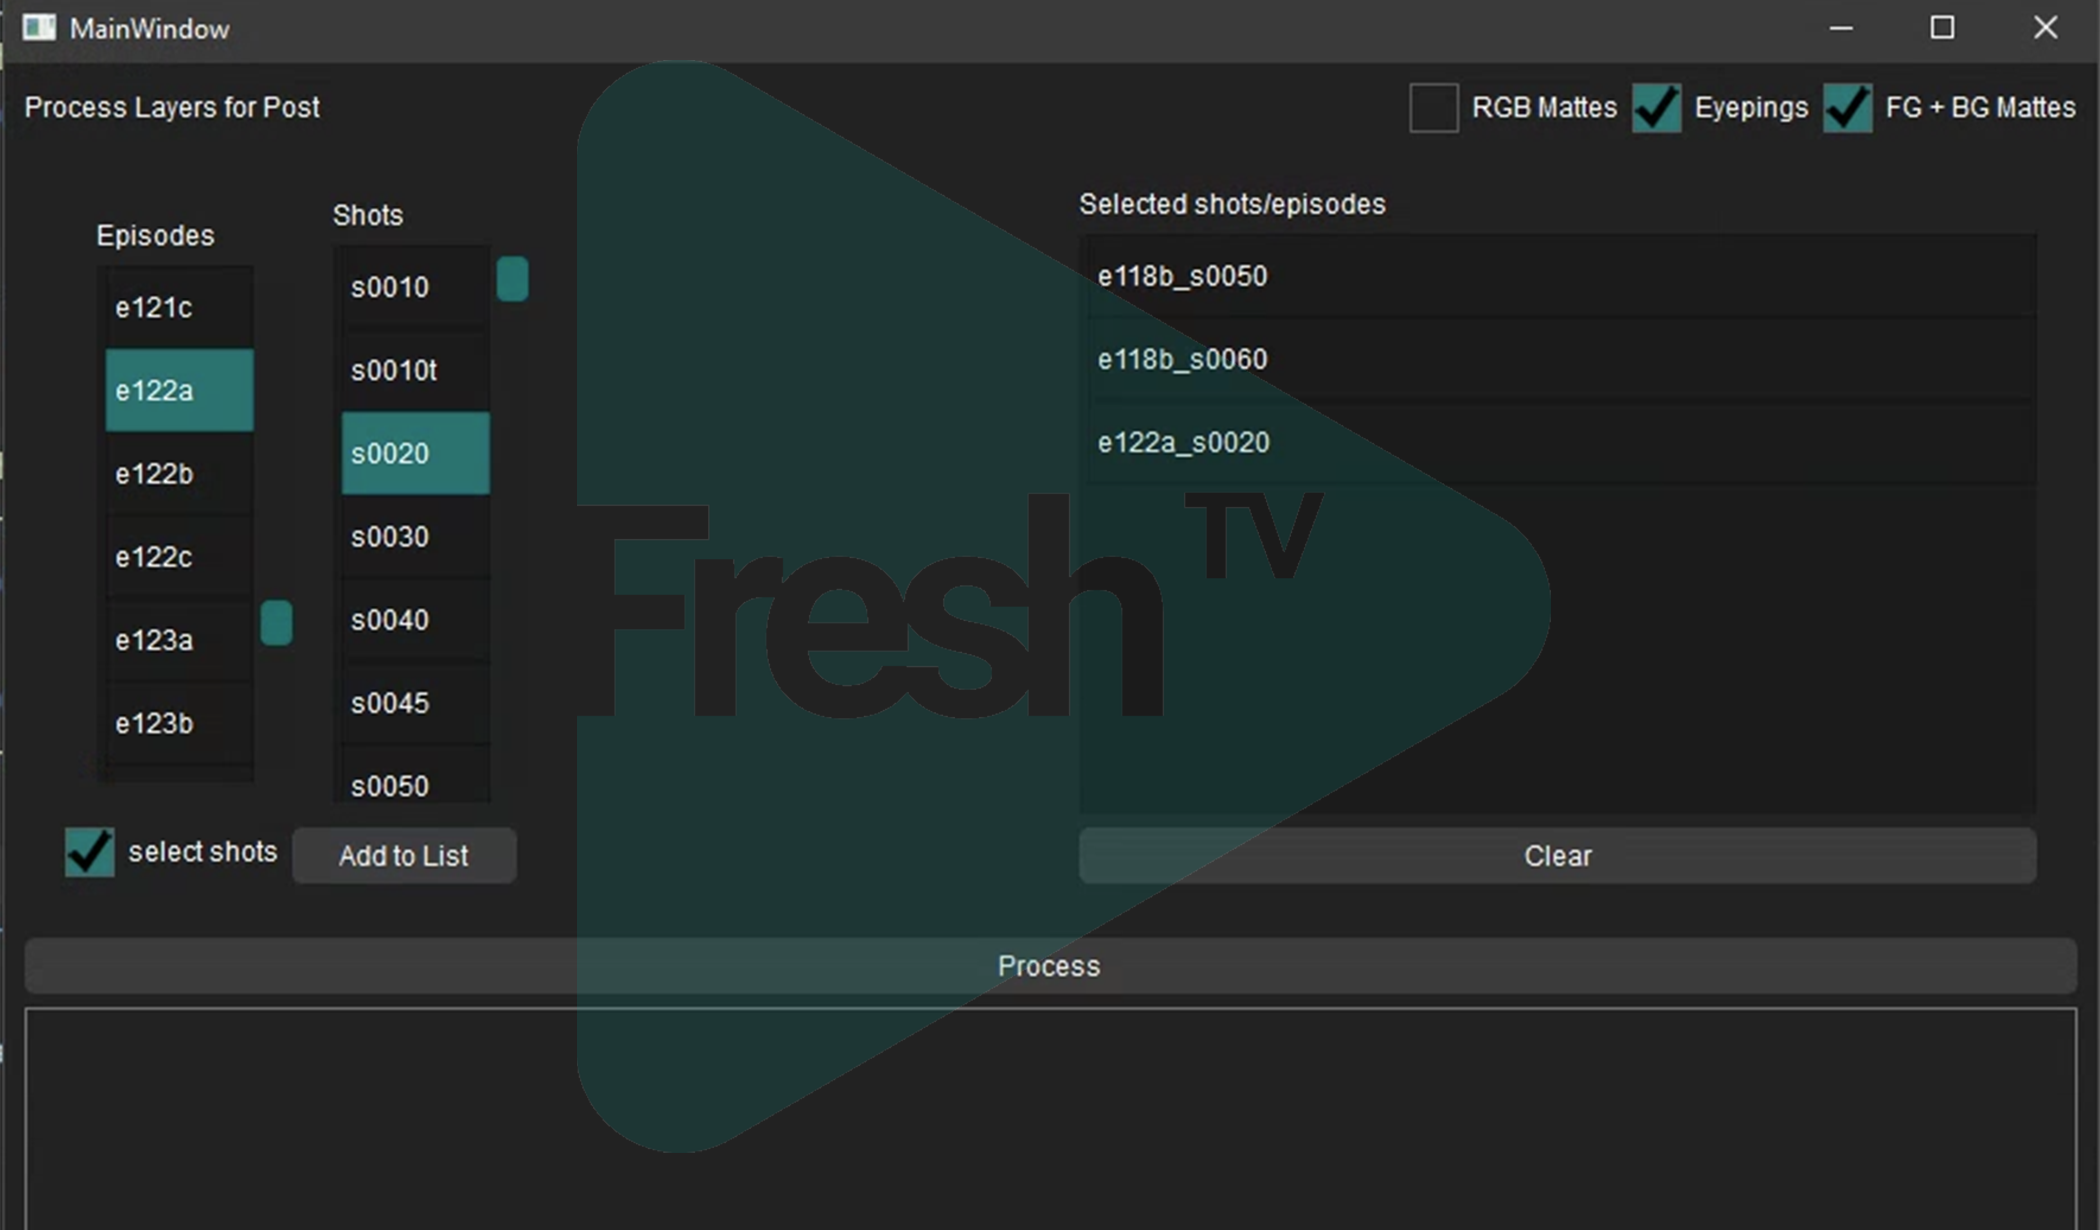 MainWindow
Process Layers for Post
RGB Mattes
Eyepings
FG + BG Mattes
Episodes
e121c
e122a
e122b
e122c
e123a
e123b
select shots
Shots
s0010
s0010t
s0020
s0030
s0040
s0045
s0050
Add to List
Selected shots/episodes
e118b_s0050
e118b_s0060
e122a_s0020
Clear
Fresh TV
Process